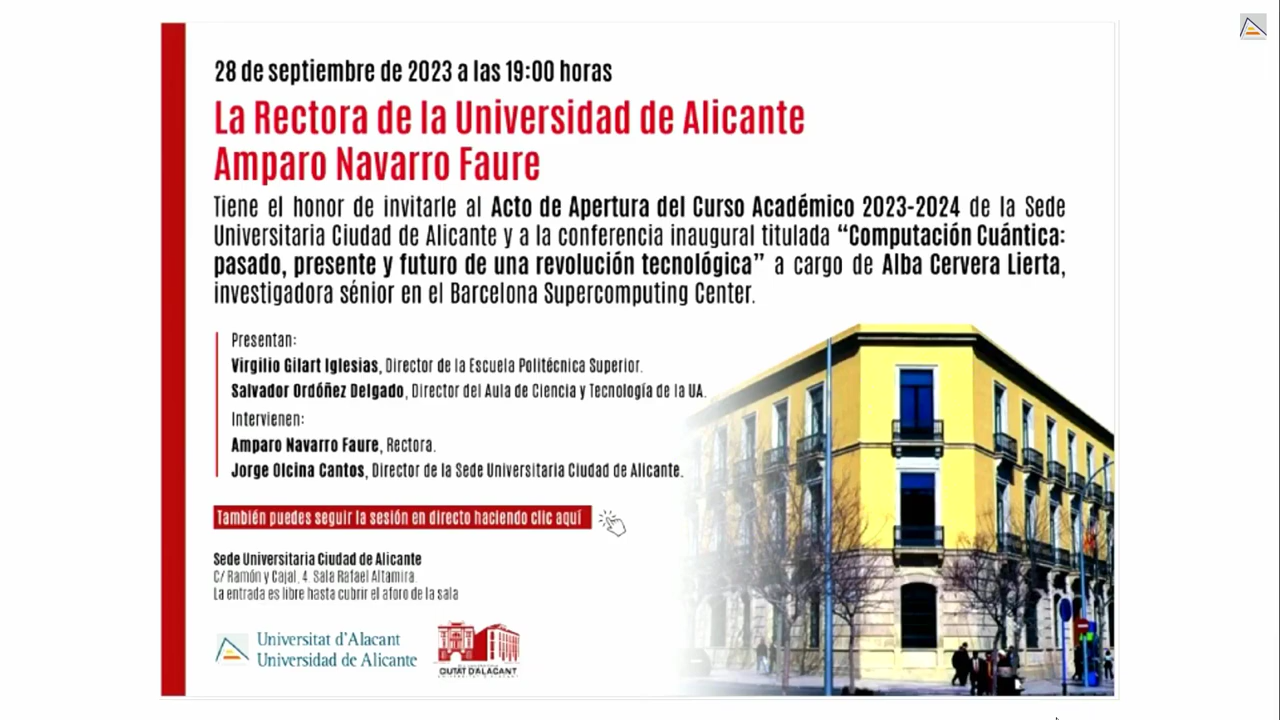 28 de septiembre de 2023 a las 19:00 horas
La Rectora de la Universidad de Alicante
Amparo Navarro Faure
Tiene el honor de invitarle al Acto de Apertura del Curso Académico 2023-2024 de la Sede
Universitaria Ciudad de Alicante y a la conferencia inaugural titulada “Computación Cuántica:
pasado, presente y futuro de una revolución tecnológica” a cargo de Alba Cervera Lierta,
investigadora sénior en el Barcelona Supercomputing Center.
Presentan:
Virgilio Gilart Iglesias, Director de la Escuela Politécnica Superior.
Salvador Ordóñez Delgado, Director del Aula de Ciencia y Tecnología de la UA.
Intervienen:
Amparo Navarro Faure, Rectora.
Jorge Olcina Cantos, Director de la Sede Universitaria Ciudad de Alicante.
También puedes seguir la sesión en directo haciendo clic aquí
Sede Universitaria Ciudad de Alicante
C/ Ramón y Cajal, 4. Sala Rafael Altamira.
La entrada es libre hasta cubrir el aforo de la sala
Universitat d'Alacant
Universidad de Alicante
CIUTAT D'ALACANT